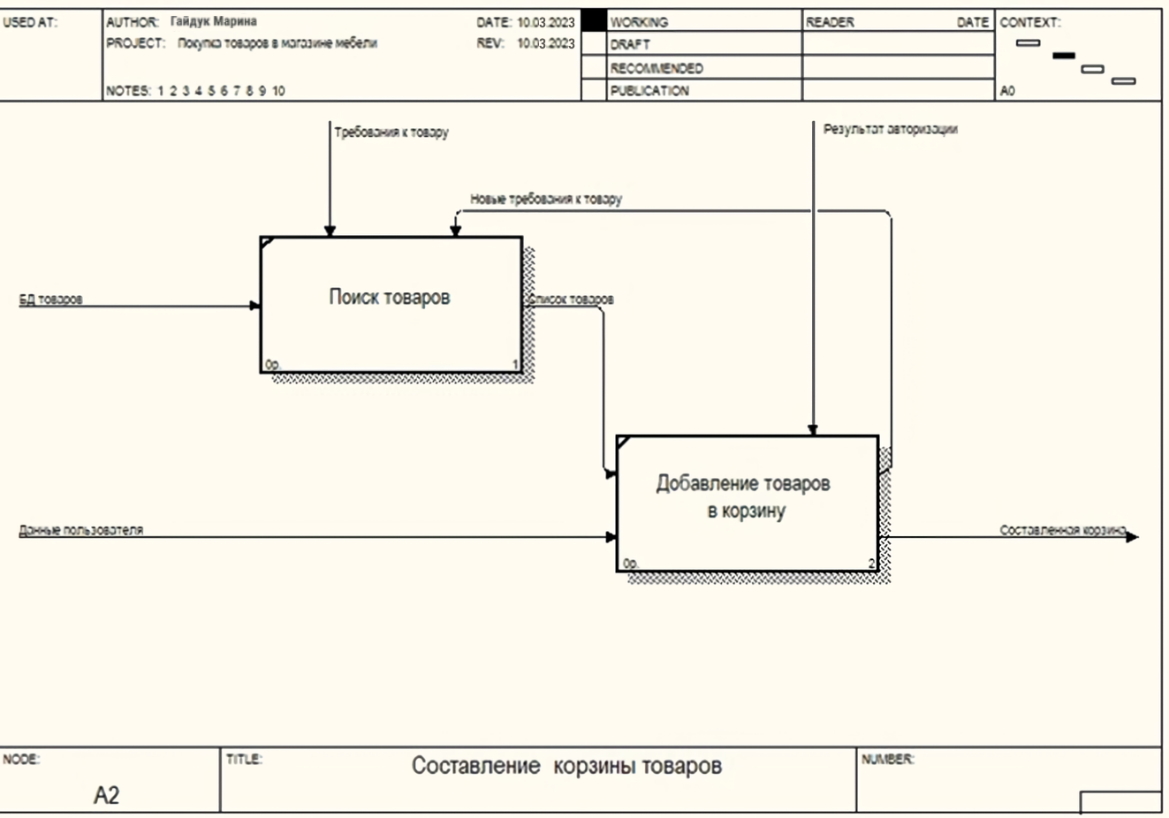 USED AT:
AUTHOR: Гайдук Марина
DATE: 10.03.2023
PROJECT: Покупка товаров в магазине мебели
REV: 10.03.2023
NOTES: 1 2 3 4 5 6 7 8 9 10
WORKING
DRAFT
RECOMMENDED
PUBLICATION
READER DATE
CONTEXT:
A0
Требования к товару
Результат авторизации
Новые требования к товару
БД товаров
Поиск товаров
0р. 1
Список товаров
Добавление товаров
в корзину
0р. 2
Данные пользователя
Составленная корзина
NODE:
A2
TITLE:
Составление корзины товаров
NUMBER: